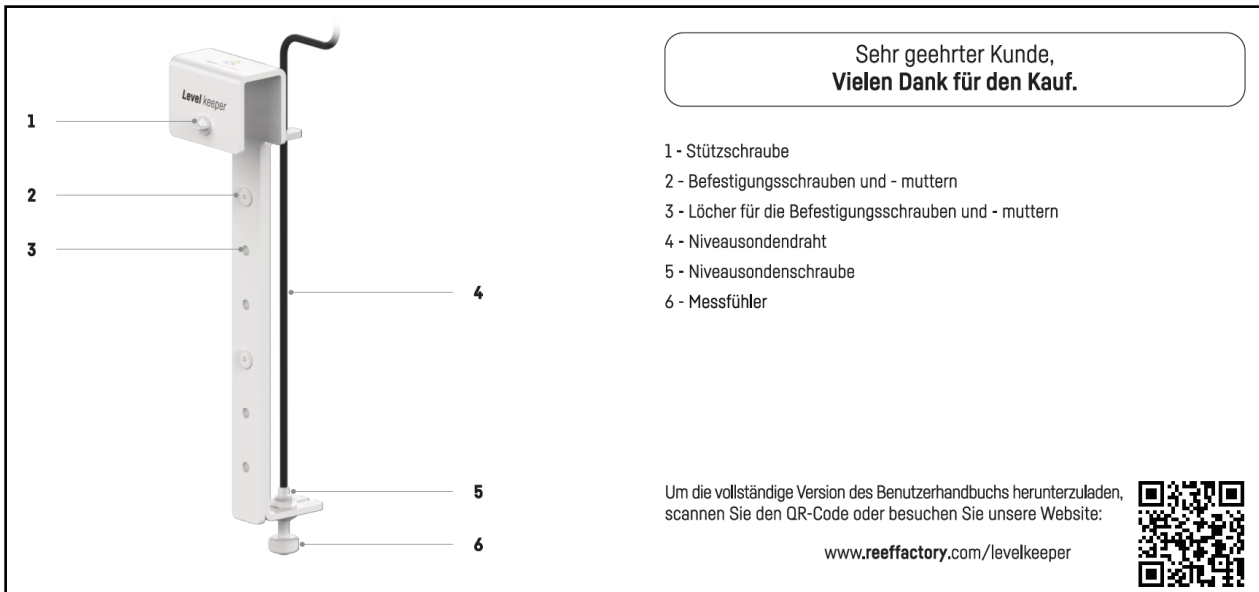 Level keeper
1
2
3
4
5
6
Sehr geehrter Kunde,
Vielen Dank für den Kauf.
1 - Stützschraube
2 - Befestigungsschrauben und - muttern
3 - Löcher für die Befestigungsschrauben und - muttern
4 - Niveausondendraht
5 - Niveausondenschraube
6 - Messfühler
Um die vollständige Version des Benutzerhandbuchs herunterzuladen,
scannen Sie den QR-Code oder besuchen Sie unsere Website:
www.reeffactory.com/levelkeeper